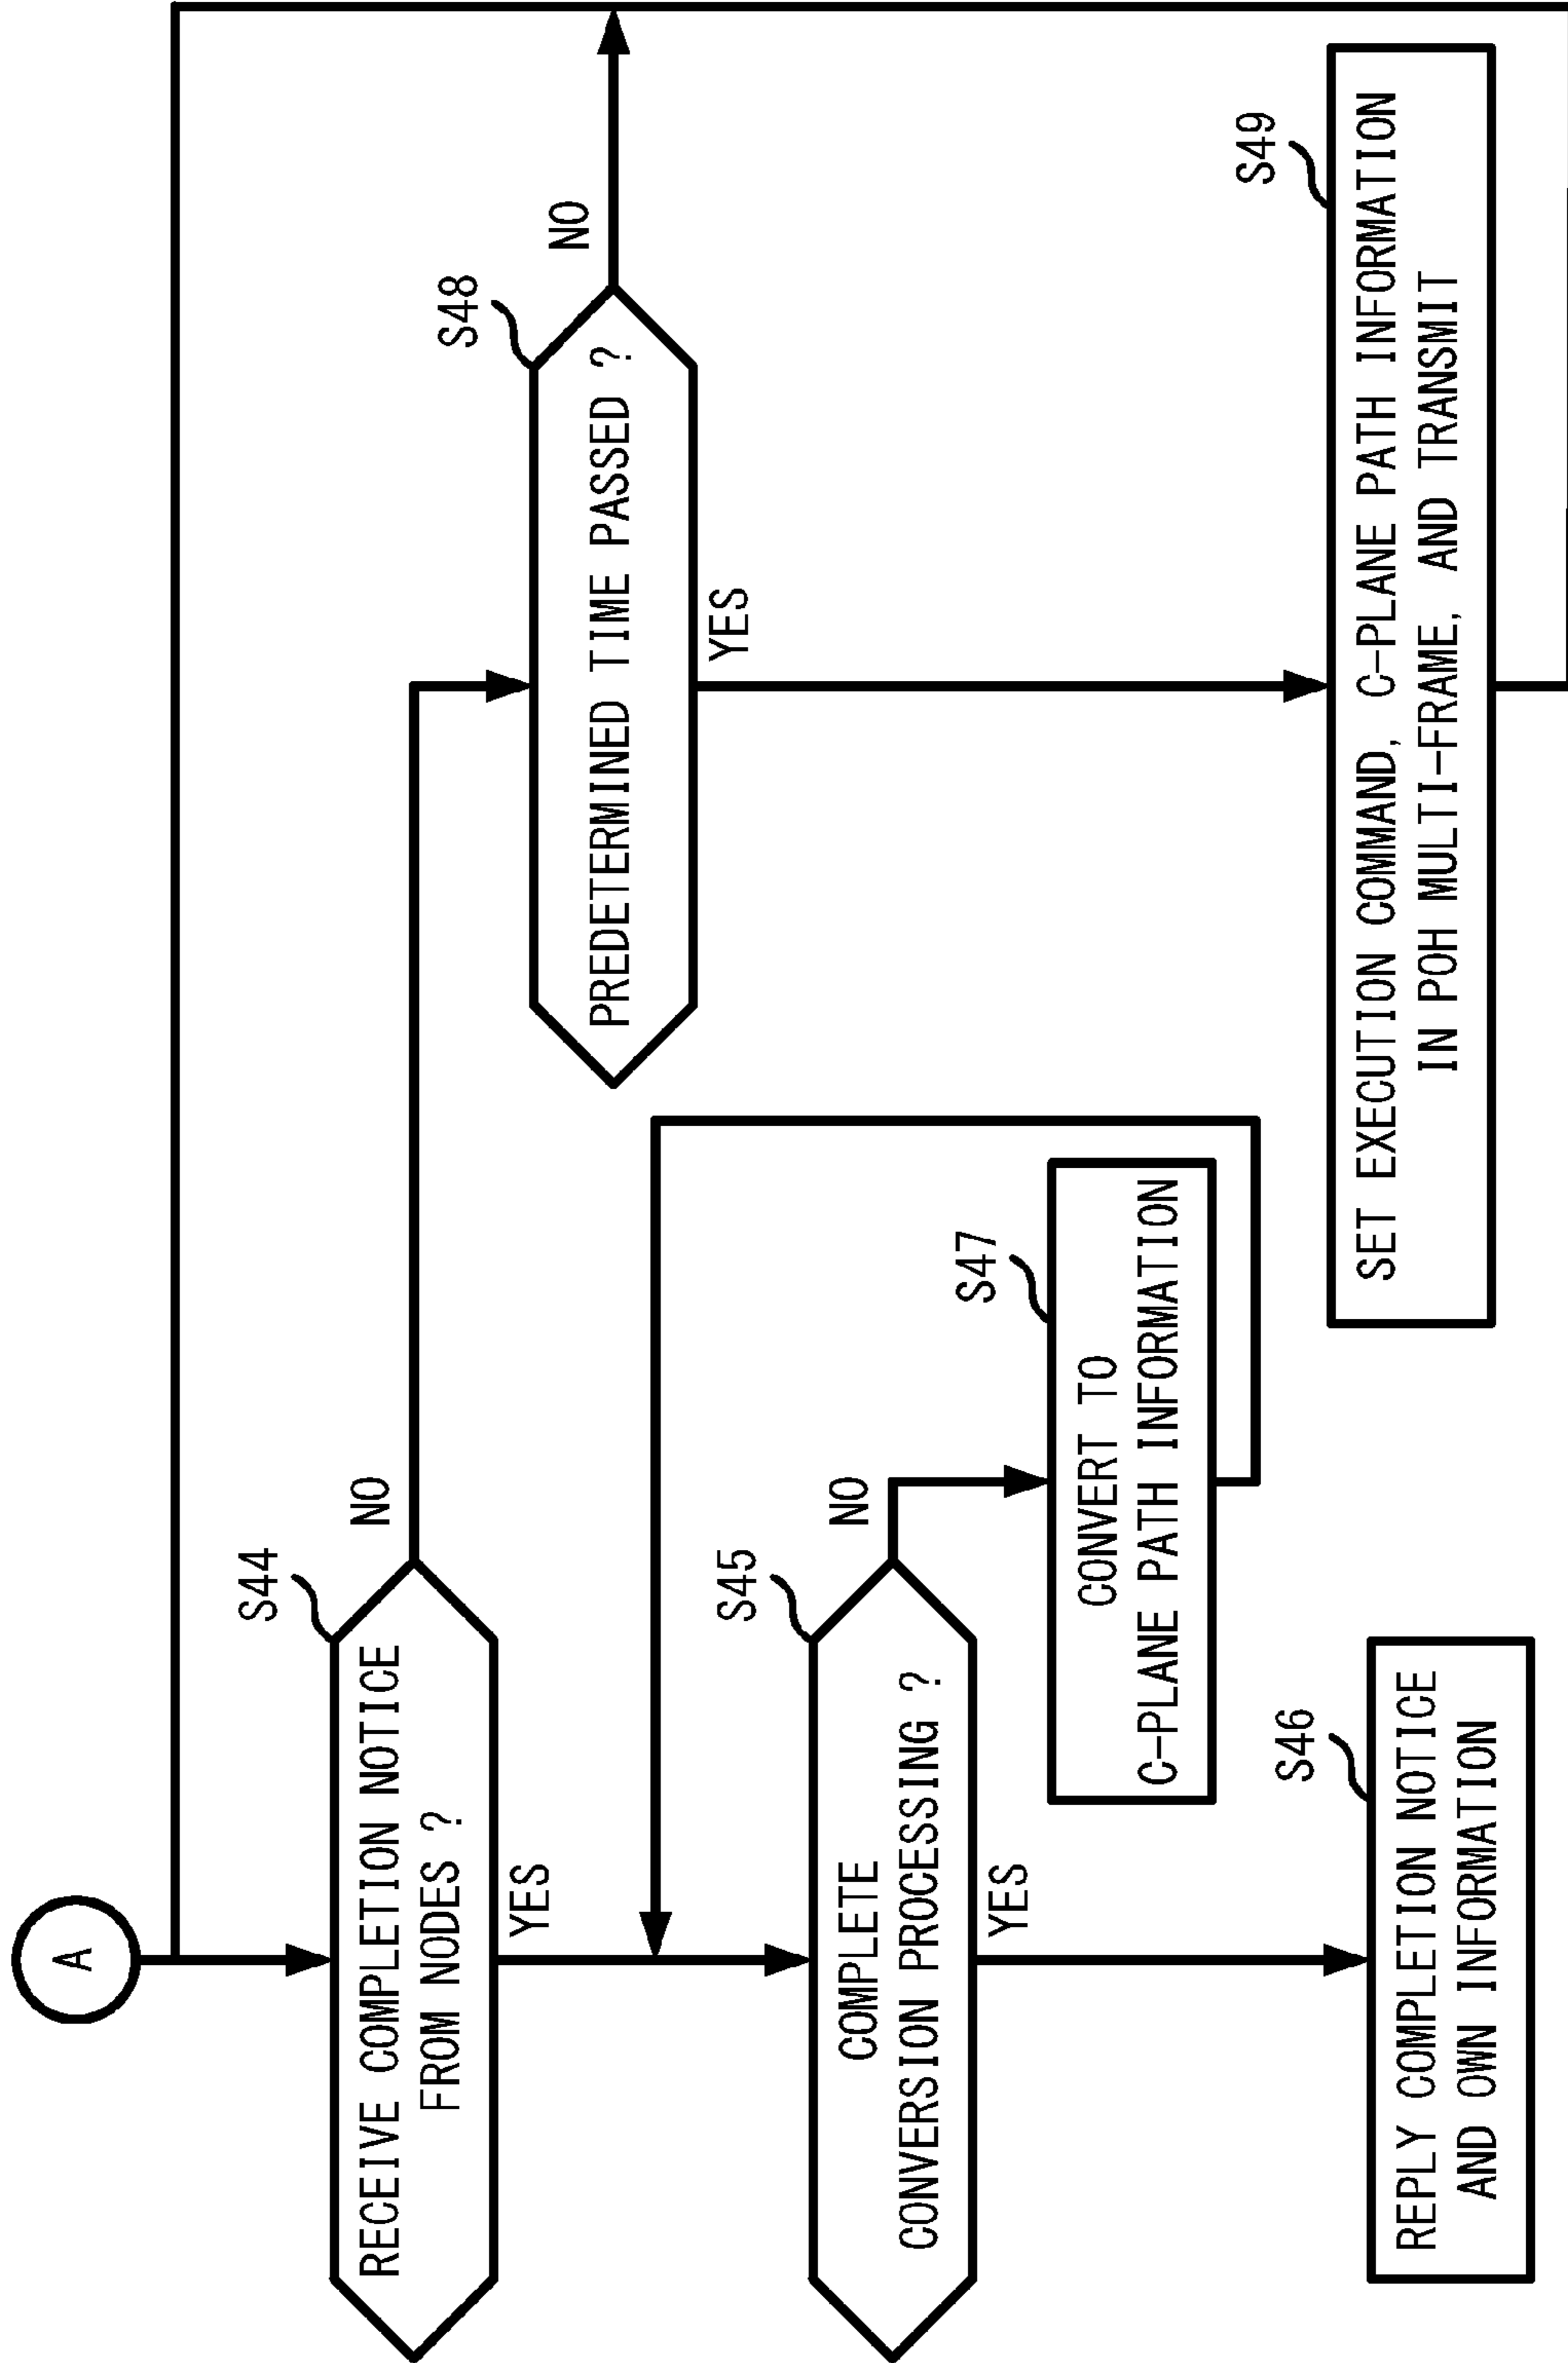 A
S44
RECEIVE COMPLETION NOTICE
FROM NODES ?
NO
YES
S48
PREDETERMINED TIME PASSED ?
NO
YES
S45
COMPLETE
CONVERSION PROCESSING ?
NO
YES
S47
CONVERT TO
C-PLANE PATH INFORMATION
S46
REPLY COMPLETION NOTICE
AND OWN INFORMATION
S49
SET EXECUTION COMMAND, C-PLANE PATH INFORMATION
IN POH MULTI-FRAME, AND TRANSMIT